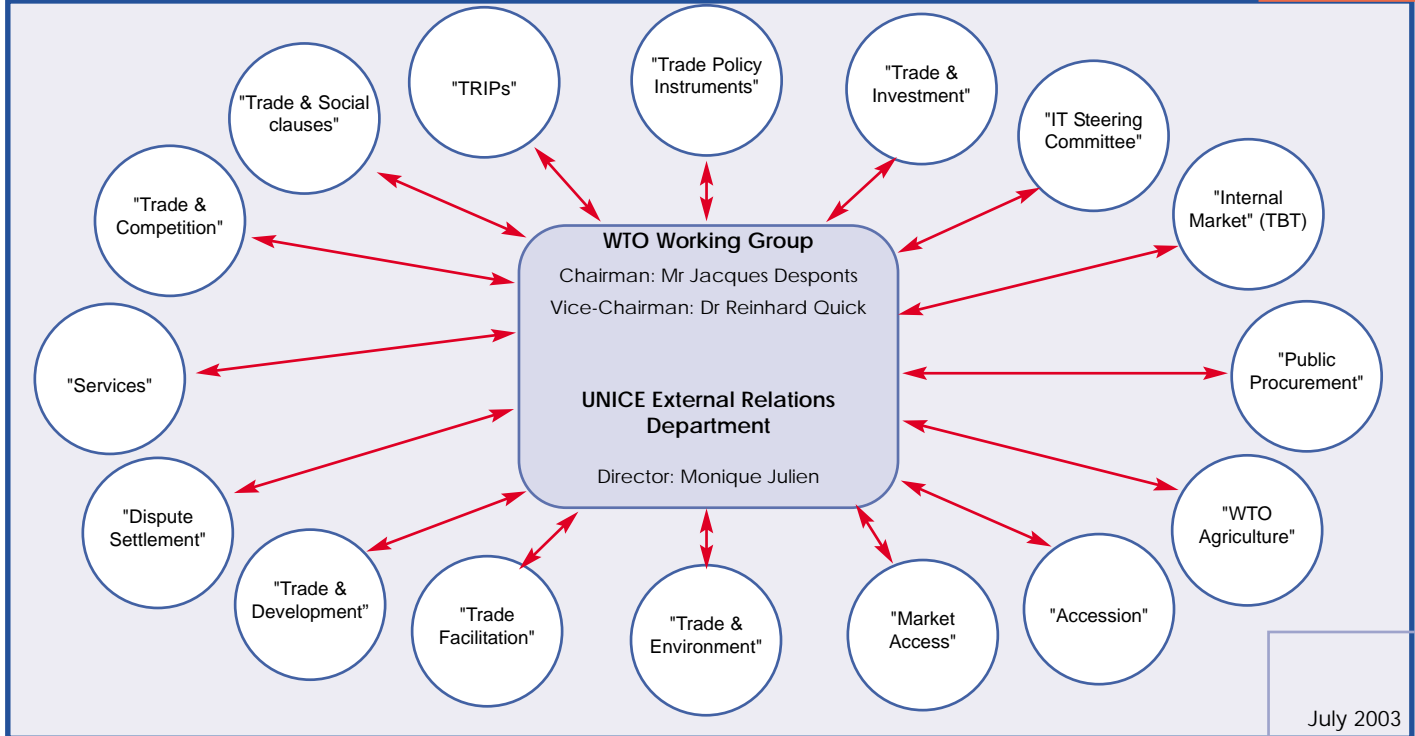 "TRIPs"
"Trade Policy
Instruments"
"Trade &
Investment"
"IT Steering
Committee"
"Internal
Market" (TBT)
"Public
Procurement"
"WTO
Agriculture"
"Accession"
"Market
Access"
"Trade &
Environment"
"Trade
Facilitation"
"Trade &
Development”
"Dispute
Settlement"
"Services"
"Trade &
Competition"
"Trade & Social
clauses"
WTO Working Group
Chairman: Mr Jacques Desponts
Vice-Chairman: Dr Reinhard Quick
UNICE External Relations
Department
Director: Monique Julien
July 2003